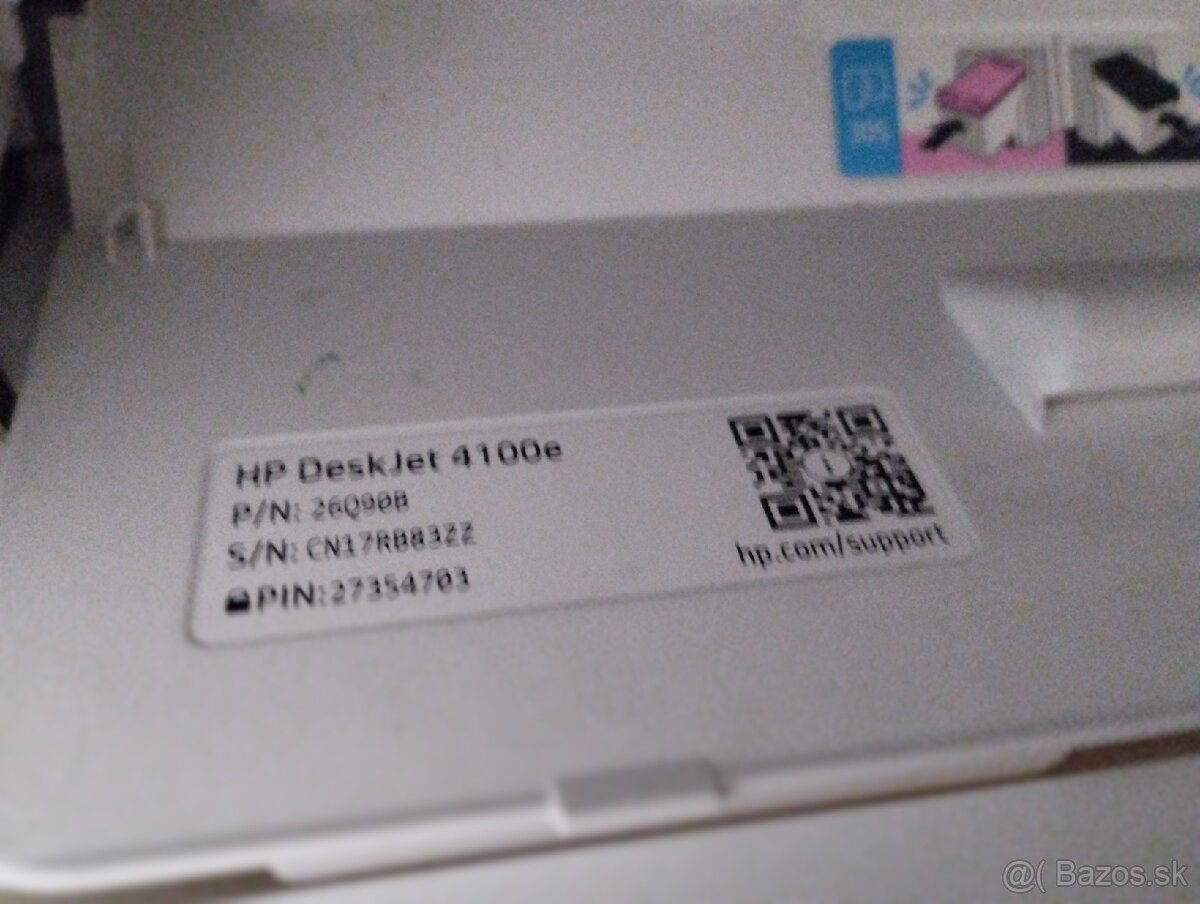 HP DeskJet 4100e
P/N: 26Q90B
S/N: CN17RB83ZZ
PIN:27354703
hp.com/support
@( Bazos.sk